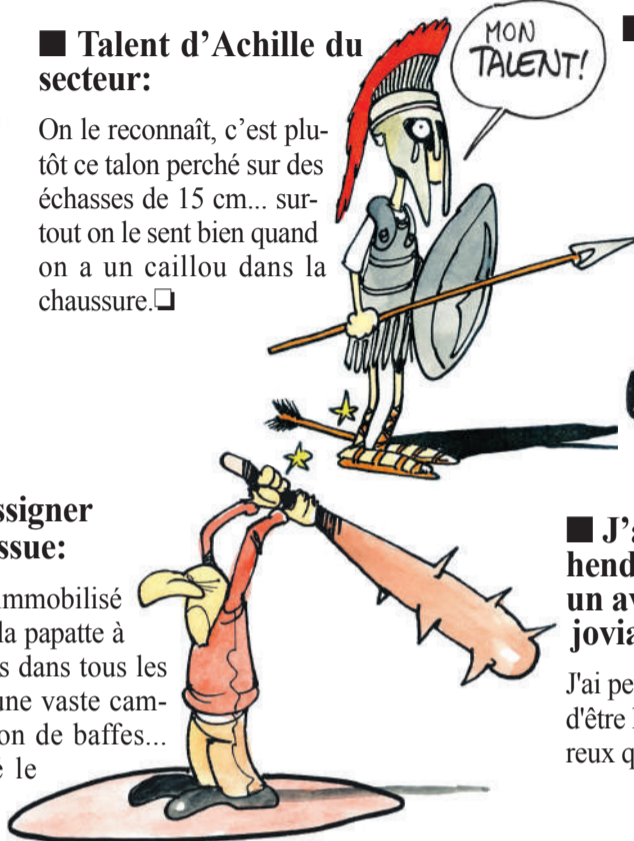 ■ Talent d’Achille du
secteur:
On le reconnaît, c’est plu-
tôt ce talon perché sur des
échasses de 15 cm... sur-
tout on le sent bien quand
on a un caillou dans la
chaussure.❑
MON
TALENT!
ssigner
ssue:
immobilisé
la papatte à
s dans tous les
une vaste cam-
on de baffes...
é le
■ J’a
hend
un av
jovia
J'ai pe
d'être l
reux q